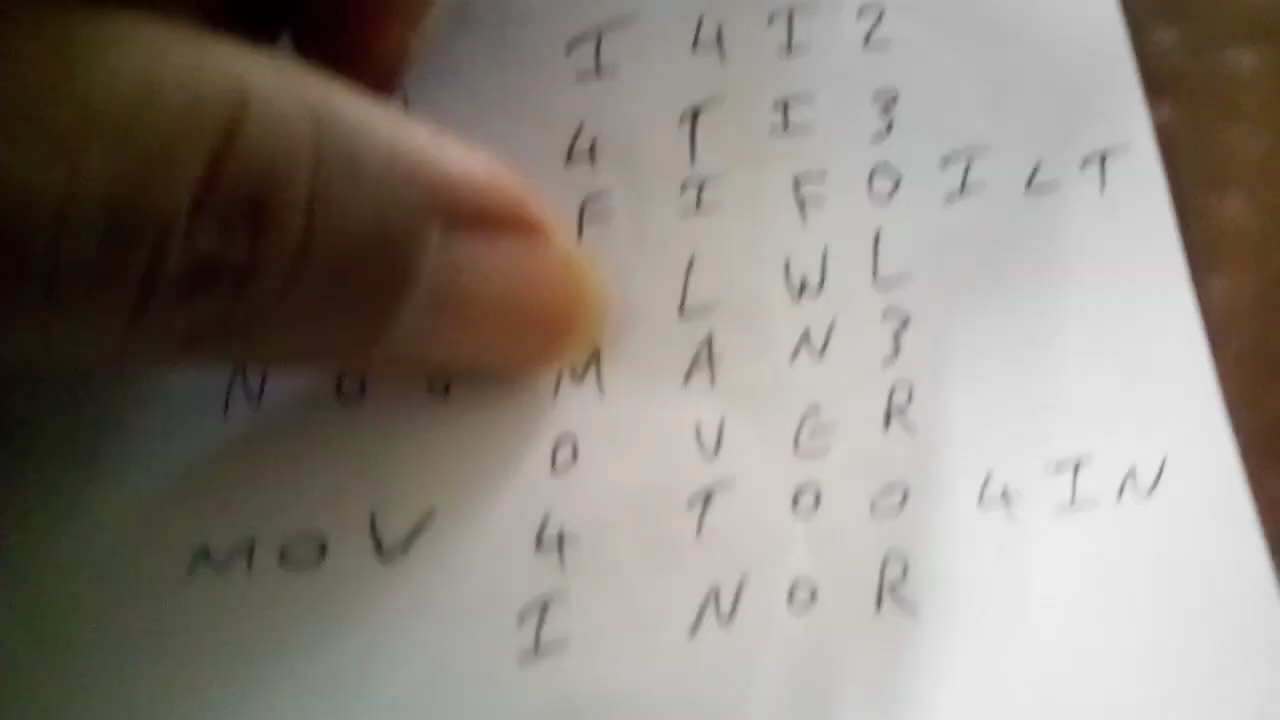 I 4 I 2
4 T I 3
F I F O I L T
L W L
M A N 3
O V E R
MOV 4 T O O 4 I N
I N O R